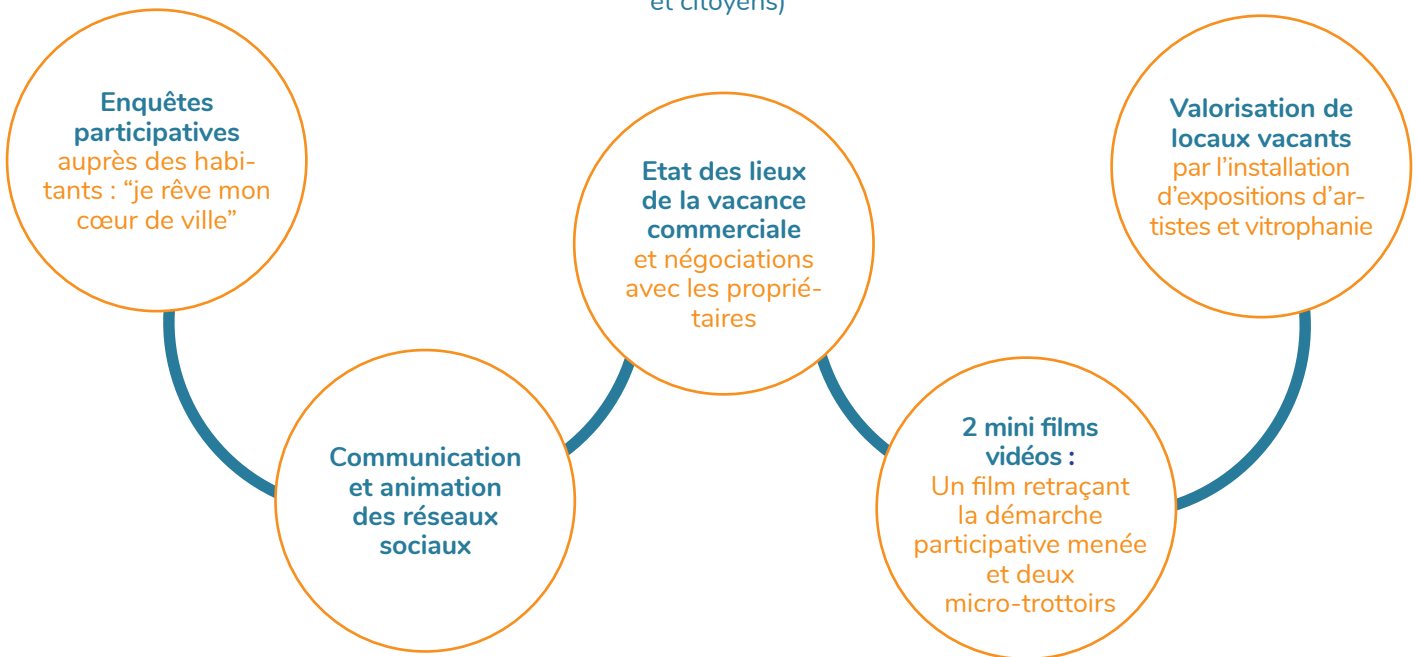 et citoyens)
Enquêtes
participatives
auprès des habi-
tants : “je rêve mon
cœur de ville”
Communication
et animation
des réseaux
sociaux
Etat des lieux
de la vacance
commerciale
et négociations
avec les proprié-
taires
2 mini films
vidéos :
Un film retraçant
la démarche
participative menée
et deux
micro-trottoirs
Valorisation de
locaux vacants
par l’installation
d’expositions d’ar-
tistes et vitrophanie